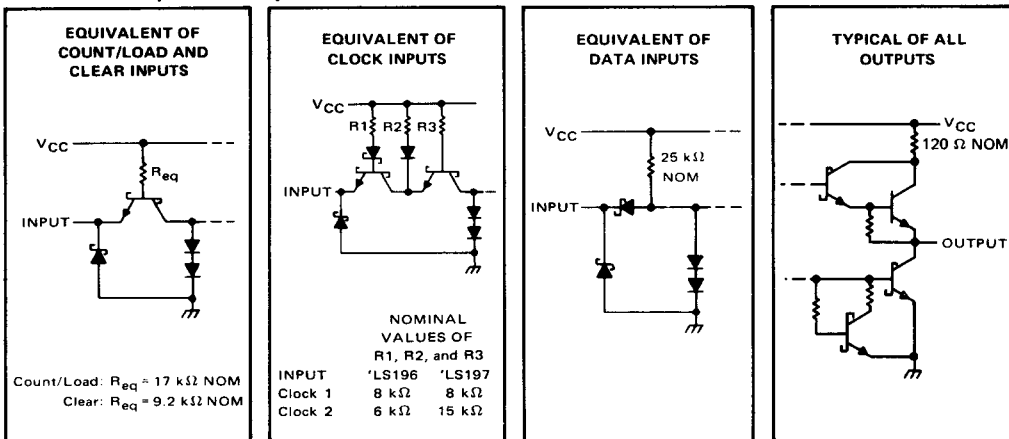 EQUIVALENT OF
COUNT/LOAD AND
CLEAR INPUTS
VCC
Req
INPUT
Count/Load: Req = 17 kΩ NOM
Clear: Req = 9.2 kΩ NOM
EQUIVALENT OF
CLOCK INPUTS
VCC
R1 R2 R3
INPUT
NOMINAL
VALUES OF
R1, R2, and R3
INPUT 'LS196 'LS197
Clock 1 8 kΩ 8 kΩ
Clock 2 6 kΩ 15 kΩ
EQUIVALENT OF
DATA INPUTS
VCC
25 kΩ
NOM
INPUT
TYPICAL OF ALL
OUTPUTS
VCC
120 Ω NOM
OUTPUT